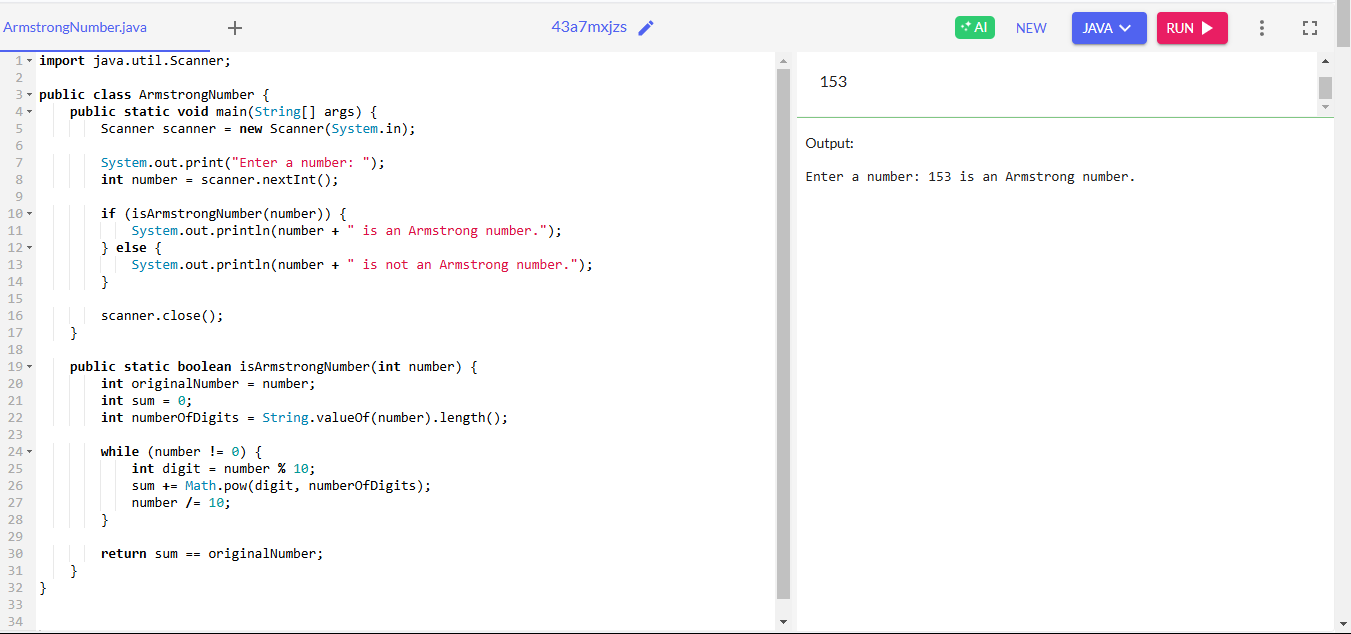 ArmstrongNumber.java + 43a7mxjzs AI NEW JAVA RUN
1 import java.util.Scanner;
2
3 public class ArmstrongNumber {
4     public static void main(String[] args) {
5         Scanner scanner = new Scanner(System.in);
6
7         System.out.print("Enter a number: ");
8         int number = scanner.nextInt();
9
10         if (isArmstrongNumber(number)) {
11             System.out.println(number + " is an Armstrong number.");
12         } else {
13             System.out.println(number + " is not an Armstrong number.");
14         }
15
16         scanner.close();
17     }
18
19     public static boolean isArmstrongNumber(int number) {
20         int originalNumber = number;
21         int sum = 0;
22         int numberOfDigits = String.valueOf(number).length();
23
24         while (number != 0) {
25             int digit = number % 10;
26             sum += Math.pow(digit, numberOfDigits);
27             number /= 10;
28         }
29
30         return sum == originalNumber;
31     }
32 }
33
34
153
Output:
Enter a number: 153 is an Armstrong number.